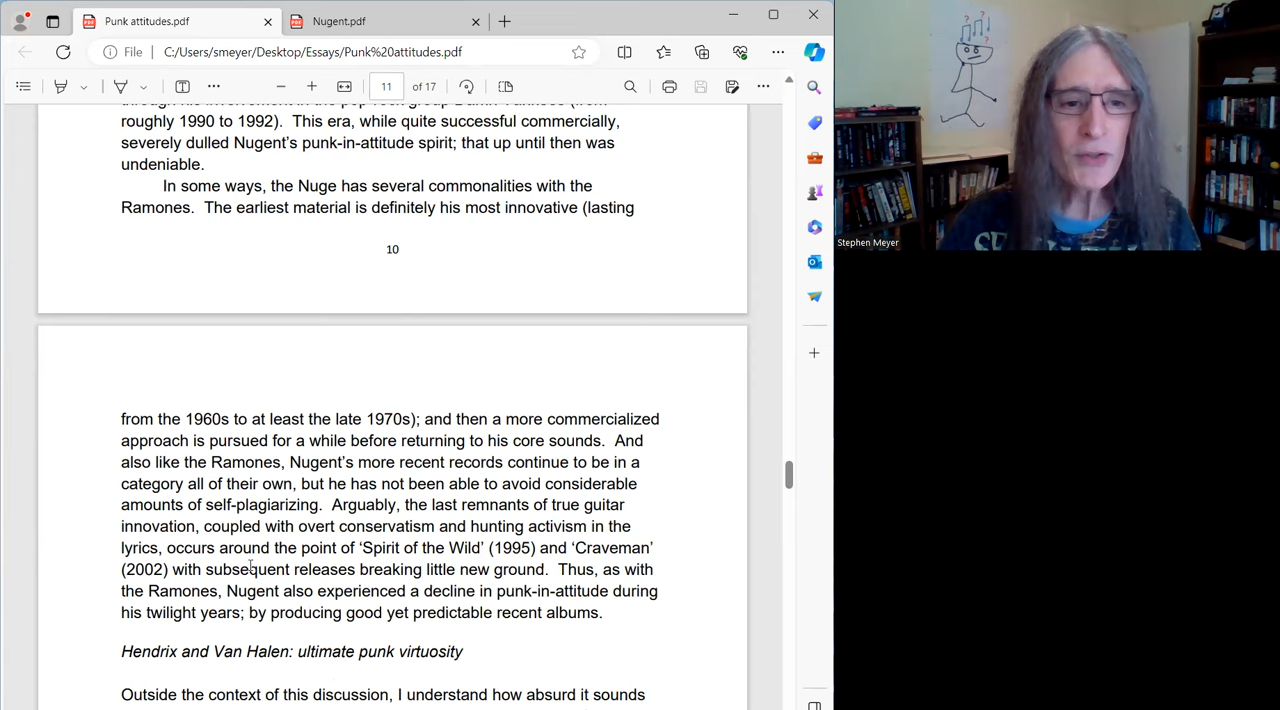 Punk attitudes.pdf
Nugent.pdf
File
C:/Users/smeyer/Desktop/Essays/Punk%20attitudes.pdf
11 of 17
roughly 1990 to 1992). This era, while quite successful commercially,
severely dulled Nugent's punk-in-attitude spirit; that up until then was
undeniable.
In some ways, the Nuge has several commonalities with the
Ramones. The earliest material is definitely his most innovative (lasting
10
from the 1960s to at least the late 1970s); and then a more commercialized
approach is pursued for a while before returning to his core sounds. And
also like the Ramones, Nugent's more recent records continue to be in a
category all of their own, but he has not been able to avoid considerable
amounts of self-plagiarizing. Arguably, the last remnants of true guitar
innovation, coupled with overt conservatism and hunting activism in the
lyrics, occurs around the point of 'Spirit of the Wild' (1995) and 'Craveman'
(2002) with subsequent releases breaking little new ground. Thus, as with
the Ramones, Nugent also experienced a decline in punk-in-attitude during
his twilight years; by producing good yet predictable recent albums.
Hendrix and Van Halen: ultimate punk virtuosity
Outside the context of this discussion, I understand how absurd it sounds
Stephen Meyer